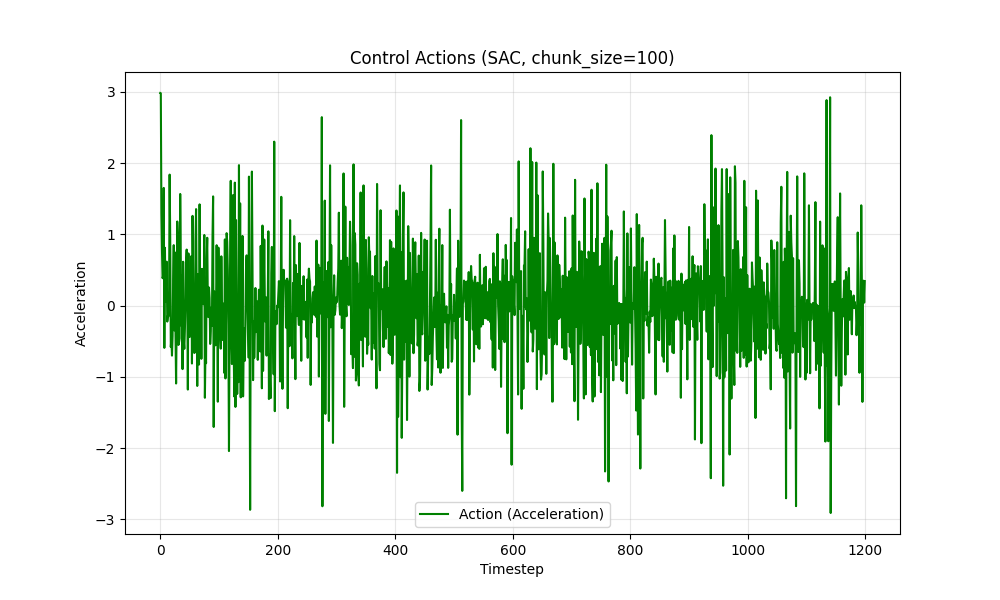 Control Actions (SAC, chunk_size=100)
3
2
1
0
−1
−2
−3
Acceleration
Action (Acceleration)
0 200 400 600 800 1000 1200
Timestep